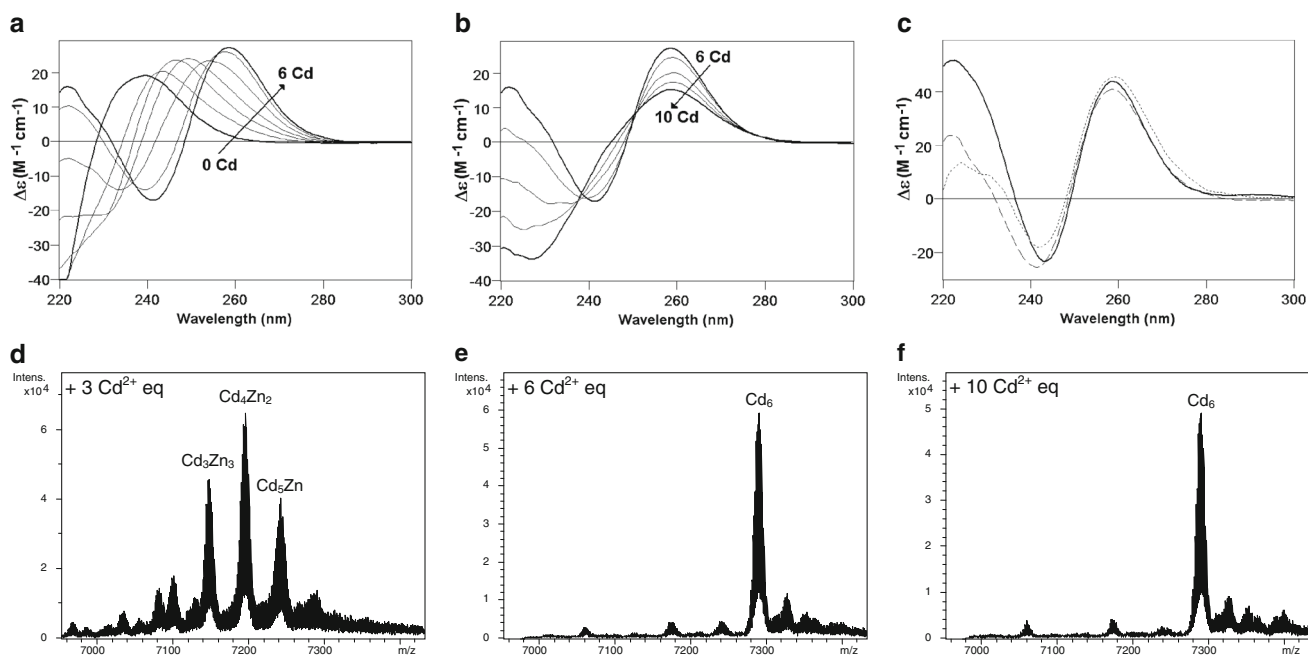 a
20
10
0
-10
-20
-30
-40
Δε (M⁻¹ cm⁻¹)
6 Cd
0 Cd
220 240 260 280 300
Wavelength (nm)
b
20
10
0
-10
-20
-30
-40
Δε (M⁻¹ cm⁻¹)
6 Cd
10 Cd
220 240 260 280 300
Wavelength (nm)
c
40
20
0
-20
Δε (M⁻¹ cm⁻¹)
220 240 260 280 300
Wavelength (nm)
d
Intens.
x10⁴
+ 3 Cd²⁺ eq
6
4
2
0
Cd₄Zn₂
Cd₃Zn₃
Cd₅Zn
7000 7100 7200 7300 m/z
e
Intens.
x10⁴
+ 6 Cd²⁺ eq
6
5
4
3
2
1
0
Cd₆
7000 7100 7200 7300 m/z
f
Intens.
x10⁴
+ 10 Cd²⁺ eq
5
4
3
2
1
0
Cd₆
7000 7100 7200 7300 m/z